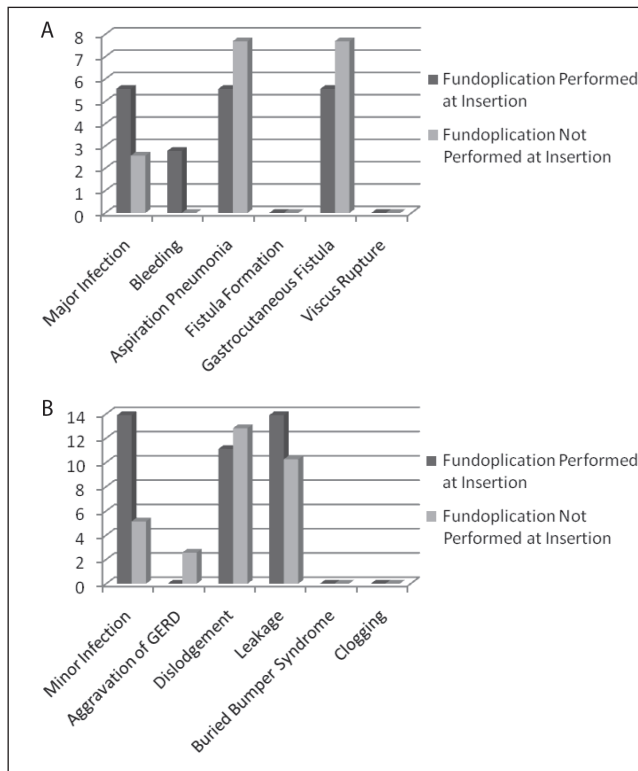 A
8
7
6
5
4
3
2
1
0
Major Infection
Bleeding
Aspiration Pneumonia
Fistula Formation
Gastrocutaneous Fistula
Viscus Rupture
Fundoplication Performed
at Insertion
Fundoplication Not
Performed at Insertion
B
14
12
10
8
6
4
2
0
Minor Infection
Aggravation of GERD
Dislodgement
Leakage
Buried Bumper Syndrome
Clogging
Fundoplication Performed
at Insertion
Fundoplication Not
Performed at Insertion